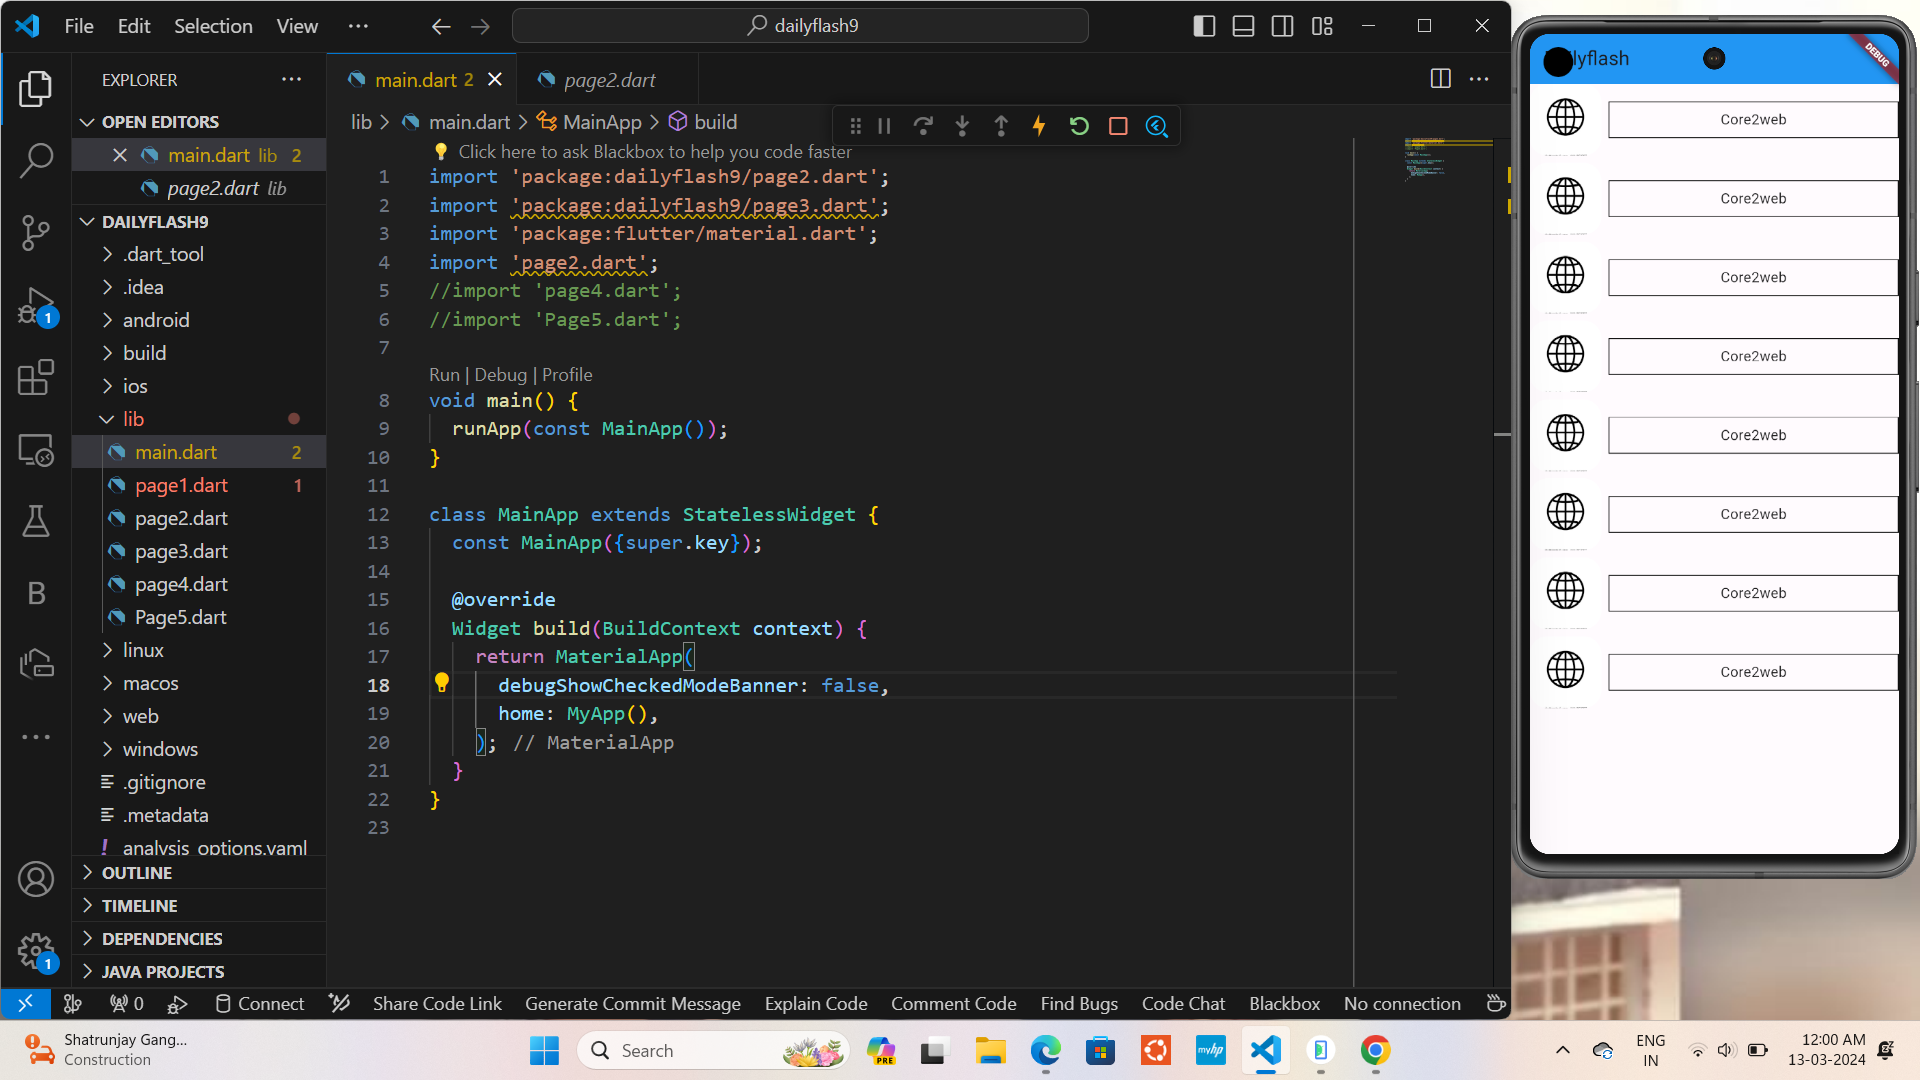 File Edit Selection View ... dailyflash9
EXPLORER
OPEN EDITORS
main.dart lib 2
page2.dart lib
DAILYFLASH9
.dart_tool
.idea
android
build
ios
lib
main.dart 2
page1.dart 1
page2.dart
page3.dart
page4.dart
Page5.dart
linux
macos
web
windows
.gitignore
.metadata
analysis_options.yaml
OUTLINE
TIMELINE
DEPENDENCIES
JAVA PROJECTS
1
B
1
main.dart 2 page2.dart
lib > main.dart > MainApp > build
Click here to ask Blackbox to help you code faster
1 import 'package:dailyflash9/page2.dart';
2 import 'package:dailyflash9/page3.dart';
3 import 'package:flutter/material.dart';
4 import 'page2.dart';
5 //import 'page4.dart';
6 //import 'Page5.dart';
7
Run | Debug | Profile
8 void main() {
9 runApp(const MainApp());
10 }
11
12 class MainApp extends StatelessWidget {
13 const MainApp({super.key});
14
15 @override
16 Widget build(BuildContext context) {
17 return MaterialApp(
18 debugShowCheckedModeBanner: false,
19 home: MyApp(),
20 ); // MaterialApp
21 }
22 }
23
0 Connect Share Code Link Generate Commit Message Explain Code Comment Code Find Bugs Code Chat Blackbox No connection
lyflash
DEBUG
Core2web
Core2web
Core2web
Core2web
Core2web
Core2web
Core2web
Core2web
Shatrunjay Gang...
Construction
Search
PRE
myhp
ENG
IN
12:00 AM
13-03-2024